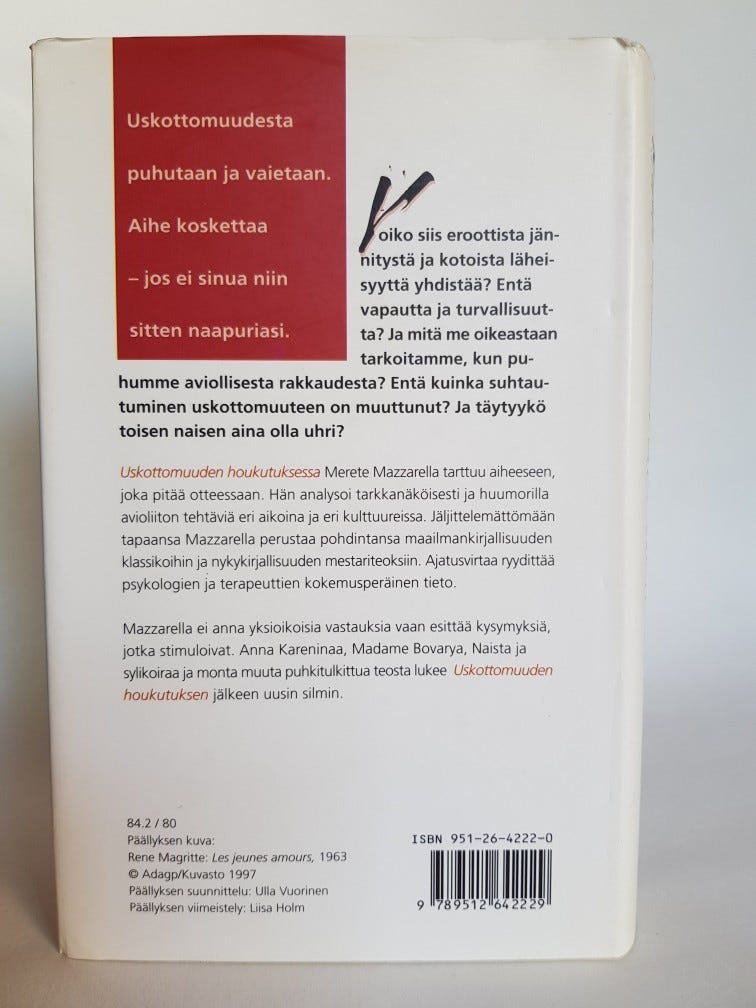 Uskottomuudesta
puhutaan ja vaietaan.
Aihe koskettaa
– jos ei sinua niin
sitten naapuriasi.
Voiko siis eroottista jän-
nitystä ja kotoista lähei-
syyttä yhdistää? Entä
vapautta ja turvallisuut-
ta? Ja mitä me oikeastaan
tarkoitamme, kun pu-
humme aviollisesta rakkaudesta? Entä kuinka suhtau-
tuminen uskottomuuteen on muuttunut? Ja täytyykö
toisen naisen aina olla uhri?
Uskottomuuden houkutuksessa Merete Mazzarella tarttuu aiheeseen,
joka pitää otteessaan. Hän analysoi tarkkanäköisesti ja huumorilla
avioliiton tehtäviä eri aikoina ja eri kulttuureissa. Jäljittelemättömään
tapaansa Mazzarella perustaa pohdintansa maailmankirjallisuuden
klassikoihin ja nykykirjallisuuden mestariteoksiin. Ajatusvirtaa ryydittää
psykologien ja terapeuttien kokemusperäinen tieto.
Mazzarella ei anna yksioikoisia vastauksia vaan esittää kysymyksiä,
jotka stimuloivat. Anna Kareninaa, Madame Bovarya, Naista ja
sylikoiraa ja monta muuta puhkitulkittua teosta lukee Uskottomuuden
houkutuksen jälkeen uusin silmin.
84.2 / 80
Päällyksen kuva:
Rene Magritte: Les jeunes amours, 1963
© Adagp/Kuvasto 1997
Päällyksen suunnittelu: Ulla Vuorinen
Päällyksen viimeistely: Liisa Holm
ISBN 951-26-4222-0
9 789512 642229